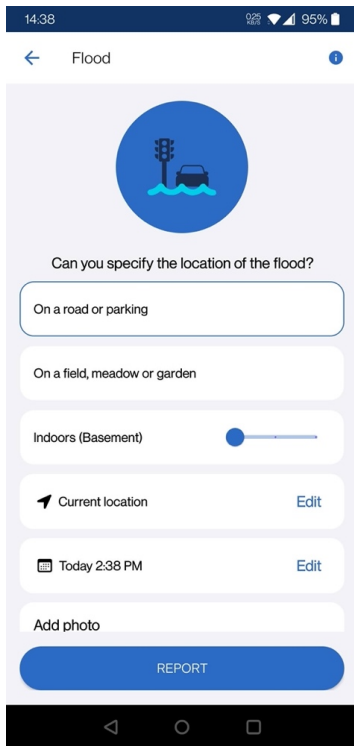 14:38
0.25
KB/S
95%
Flood
Can you specify the location of the flood?
On a road or parking
On a field, meadow or garden
Indoors (Basement)
Current location
Edit
Today 2:38 PM
Edit
Add photo
REPORT